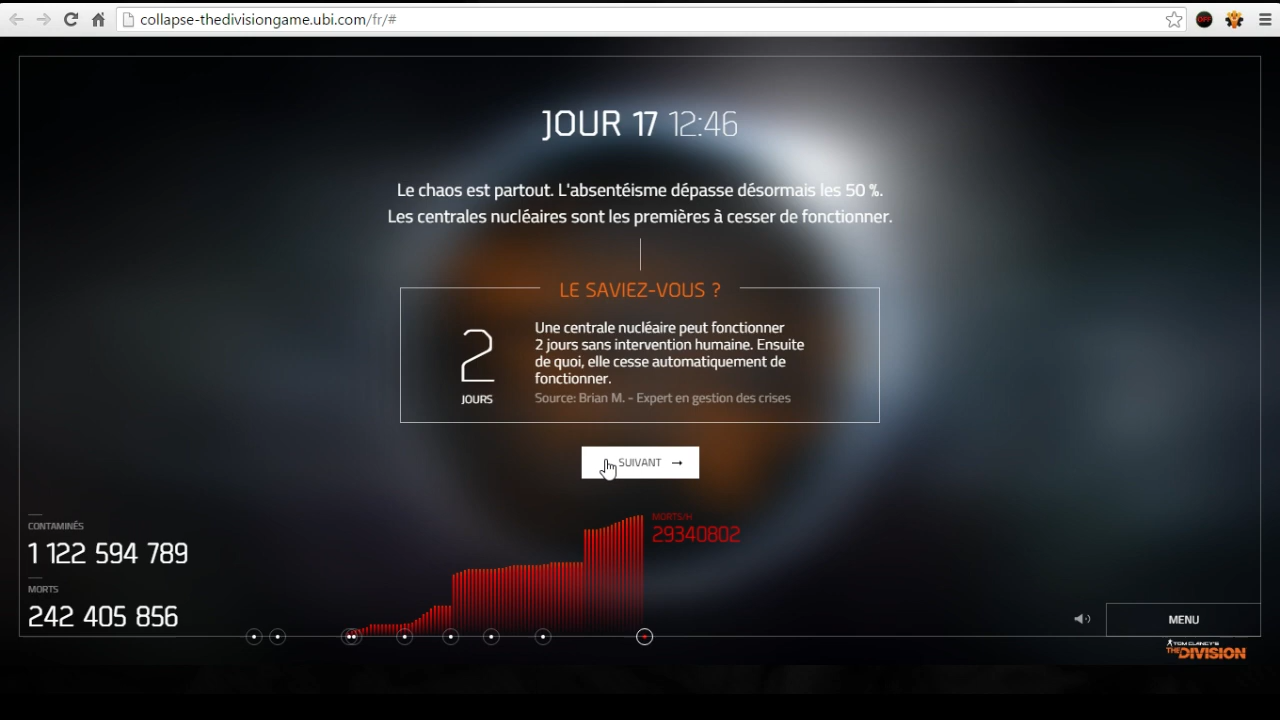 collapse-thedivisiongame.ubi.com/fr/#
OFF
JOUR 17 12:46
Le chaos est partout. L'absentéisme dépasse désormais les 50 %.
Les centrales nucléaires sont les premières à cesser de fonctionner.
LE SAVIEZ-VOUS ?
2
JOURS
Une centrale nucléaire peut fonctionner
2 jours sans intervention humaine. Ensuite
de quoi, elle cesse automatiquement de
fonctionner.
Source: Brian M. - Expert en gestion des crises
SUIVANT →
MORTS/H
29340802
CONTAMINÉS
1 122 594 789
MORTS
242 405 856
MENU
TOM CLANCY'S
THE DIVISION